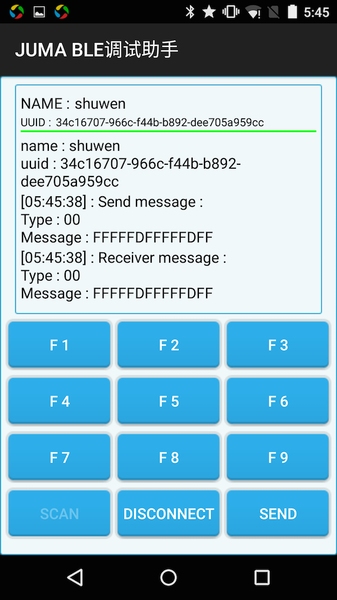 5:45
JUMA BLE调试助手
NAME : shuwen
UUID : 34c16707-966c-f44b-b892-dee705a959cc
name : shuwen
uuid : 34c16707-966c-f44b-b892-
dee705a959cc
[05:45:38] : Send message :
Type : 00
Message : FFFFFDFFFFFDFF
[05:45:38] : Receiver message :
Type : 00
Message : FFFFFDFFFFFDFF
F 1
F 2
F 3
F 4
F 5
F 6
F 7
F 8
F 9
SCAN
DISCONNECT
SEND